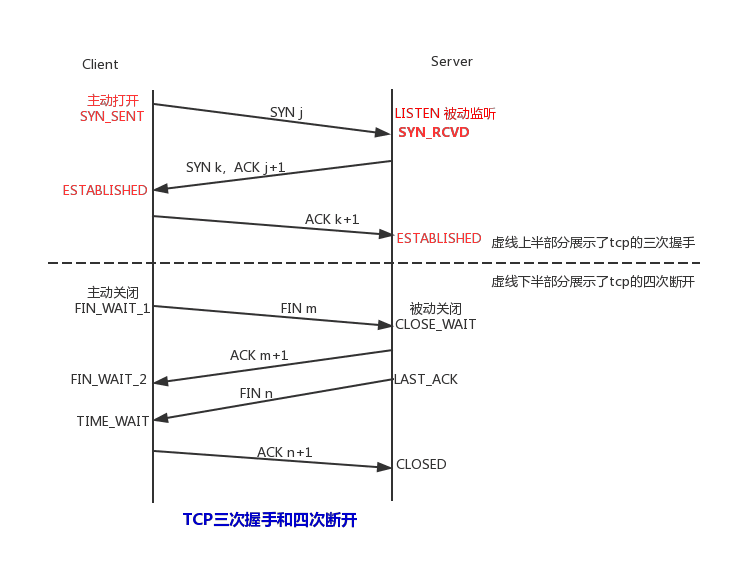 Client
Server
主动打开
SYN_SENT
SYN j
LISTEN 被动监听
SYN_RCVD
SYN k, ACK j+1
ESTABLISHED
ACK k+1
ESTABLISHED
虚线上半部分展示了tcp的三次握手
虚线下半部分展示了tcp的四次断开
主动关闭
FIN_WAIT_1
FIN m
被动关闭
CLOSE_WAIT
ACK m+1
FIN_WAIT_2
LAST_ACK
FIN n
TIME_WAIT
ACK n+1
CLOSED
TCP三次握手和四次断开